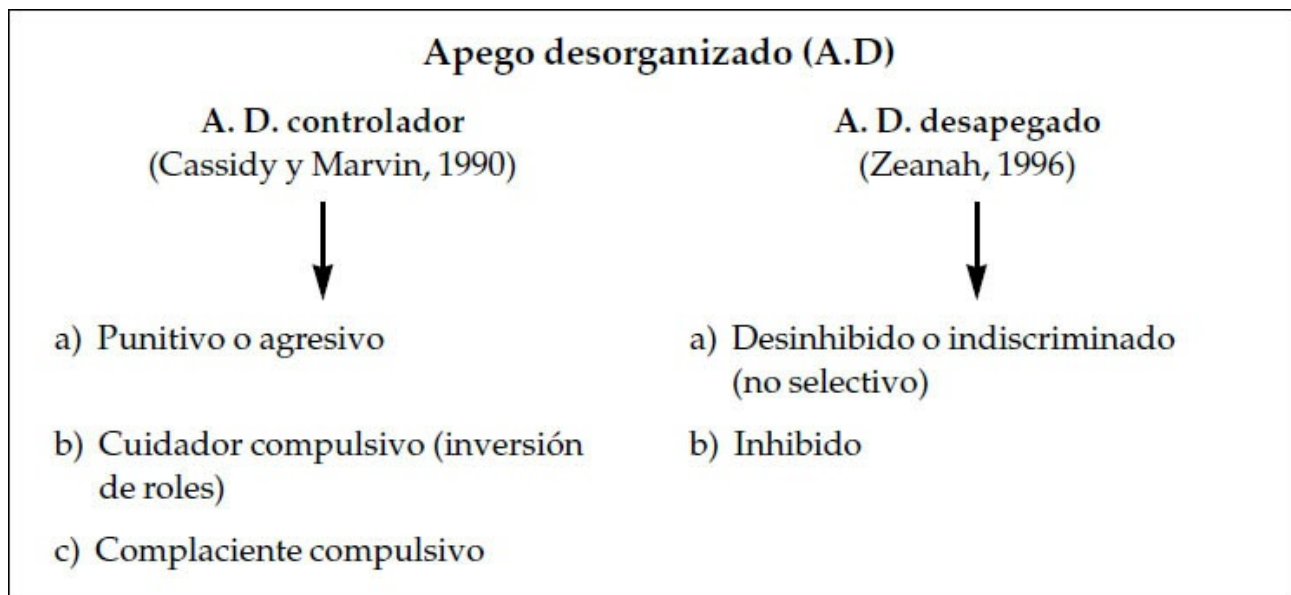 Apego desorganizado (A.D)
A. D. controlador
(Cassidy y Marvin, 1990)
a) Punitivo o agresivo
b) Cuidador compulsivo (inversión
de roles)
c) Complaciente compulsivo
A. D. desapegado
(Zeanah, 1996)
a) Desinhibido o indiscriminado
(no selectivo)
b) Inhibido